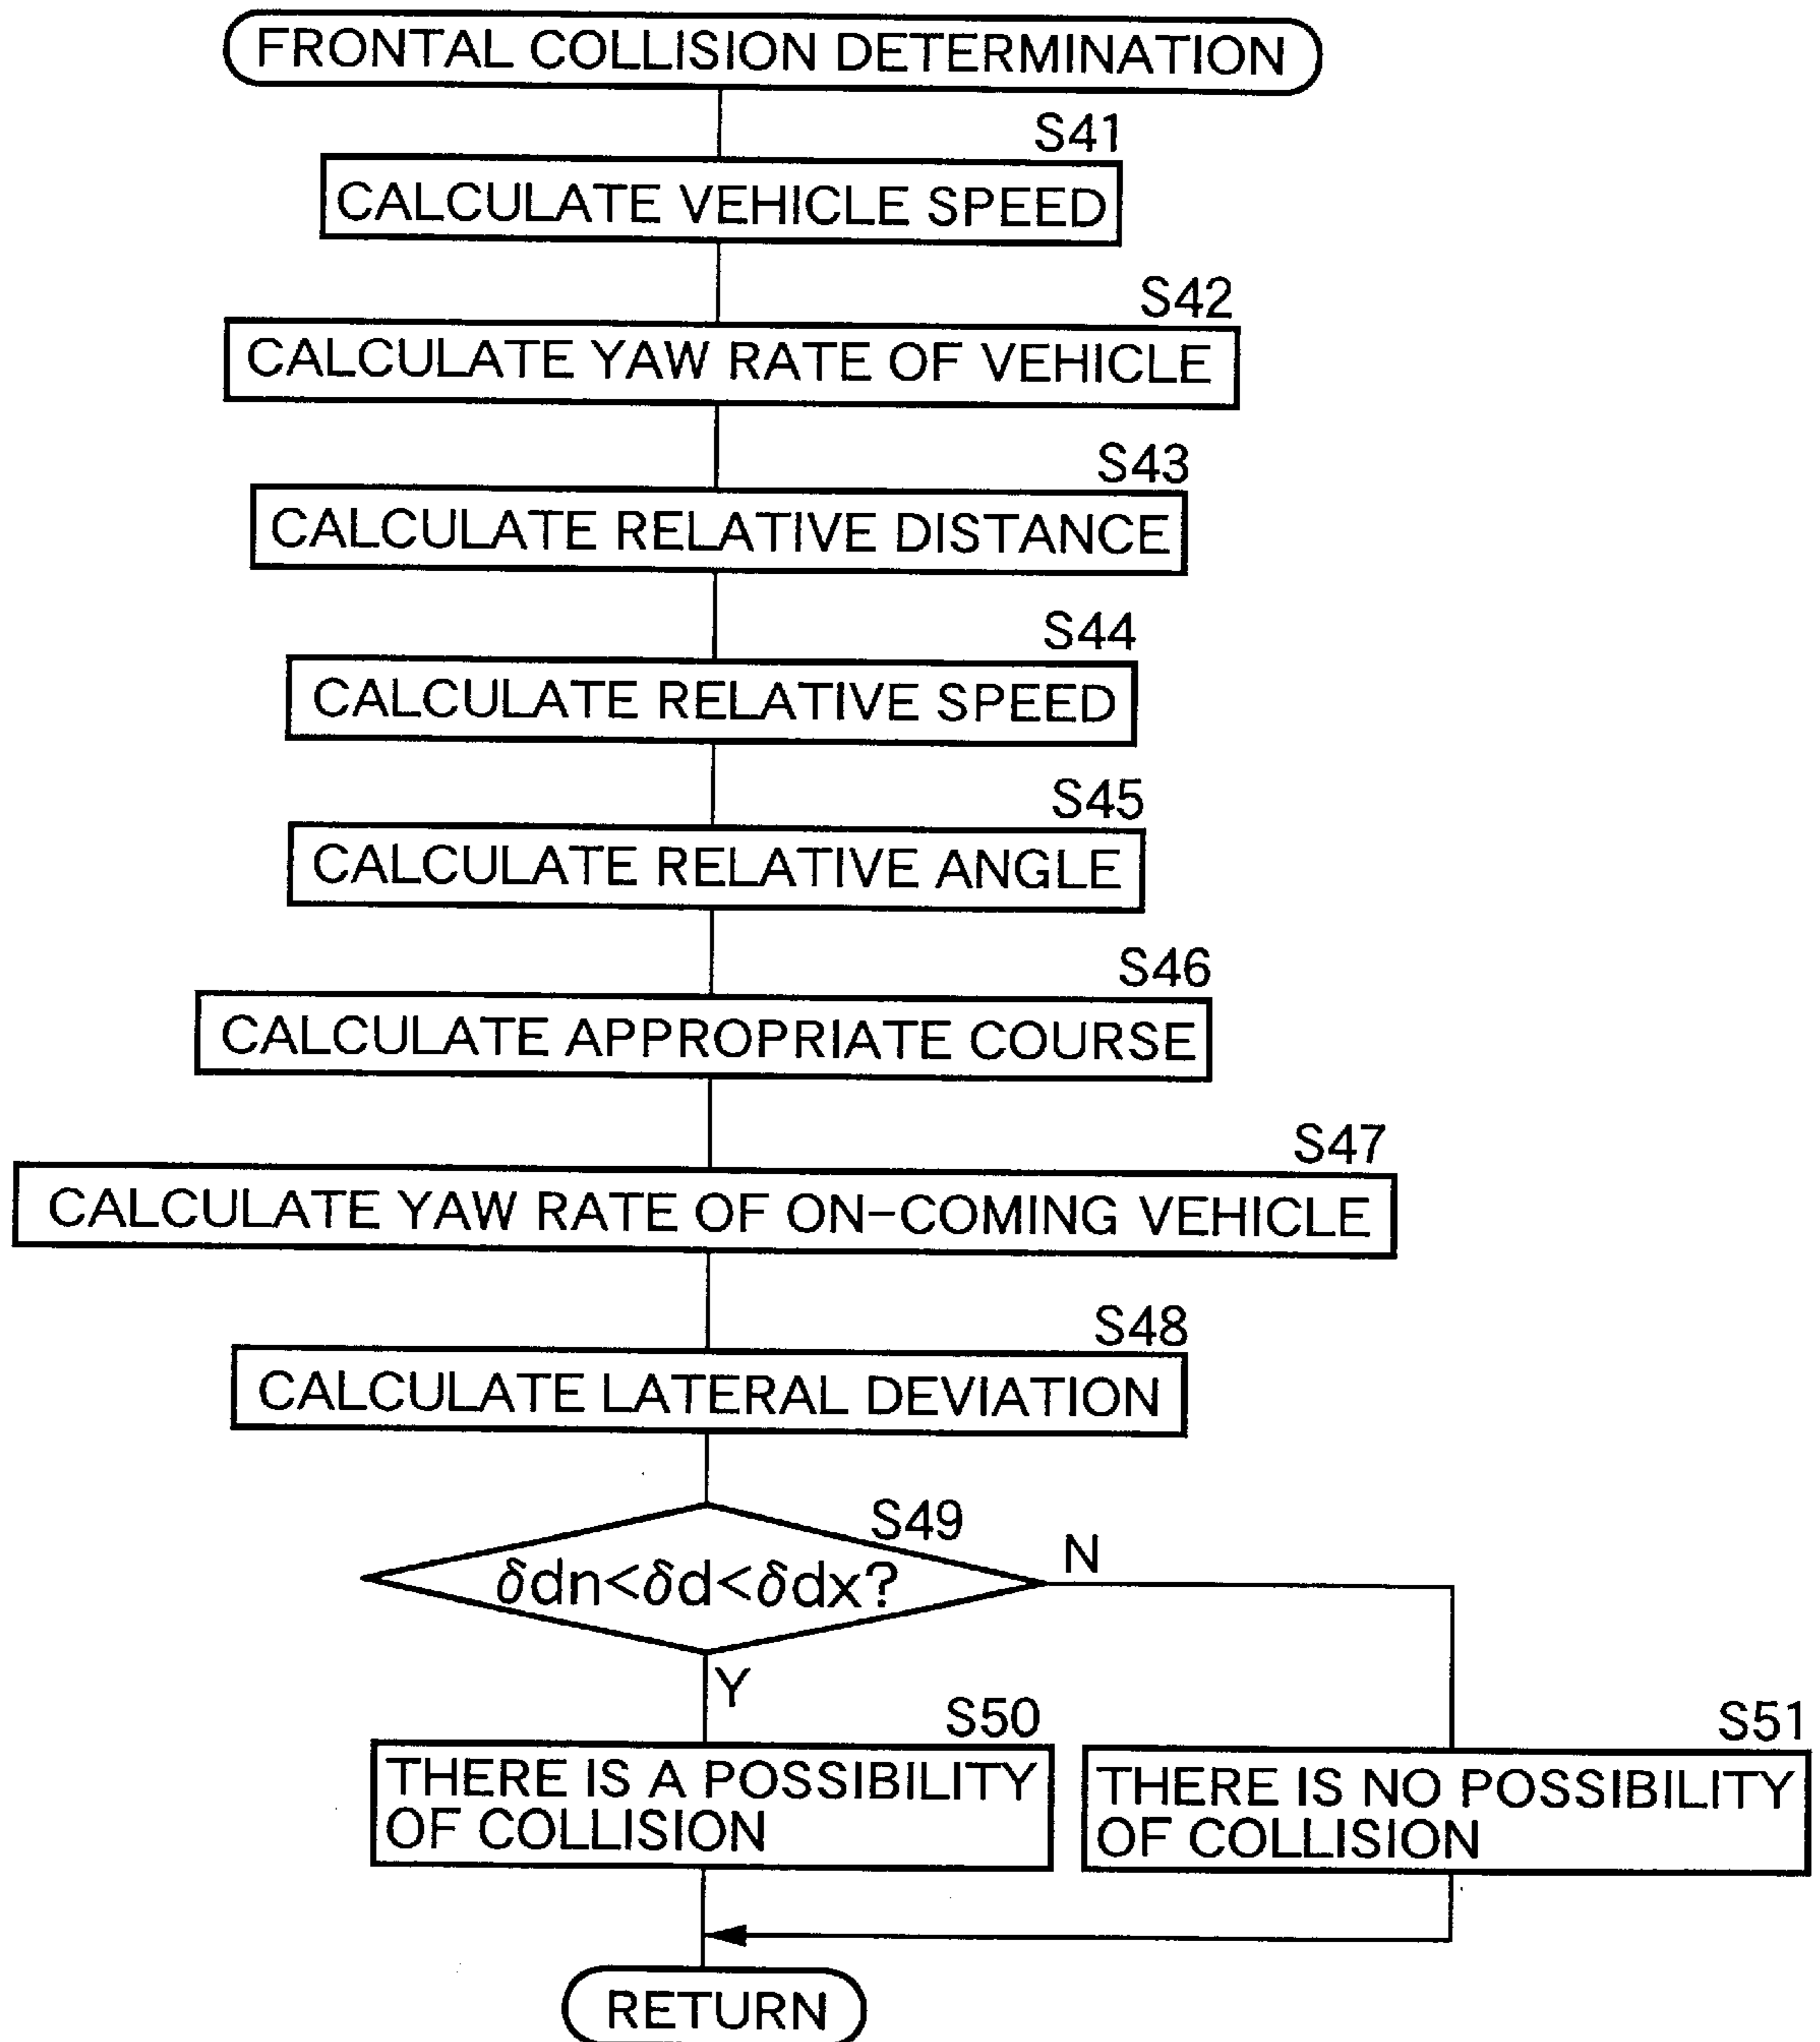 FRONTAL COLLISION DETERMINATION
S41
CALCULATE VEHICLE SPEED
S42
CALCULATE YAW RATE OF VEHICLE
S43
CALCULATE RELATIVE DISTANCE
S44
CALCULATE RELATIVE SPEED
S45
CALCULATE RELATIVE ANGLE
S46
CALCULATE APPROPRIATE COURSE
S47
CALCULATE YAW RATE OF ON-COMING VEHICLE
S48
CALCULATE LATERAL DEVIATION
S49
δdn<δd<δdx?
N
Y
S50
THERE IS A POSSIBILITY
OF COLLISION
S51
THERE IS NO POSSIBILITY
OF COLLISION
RETURN